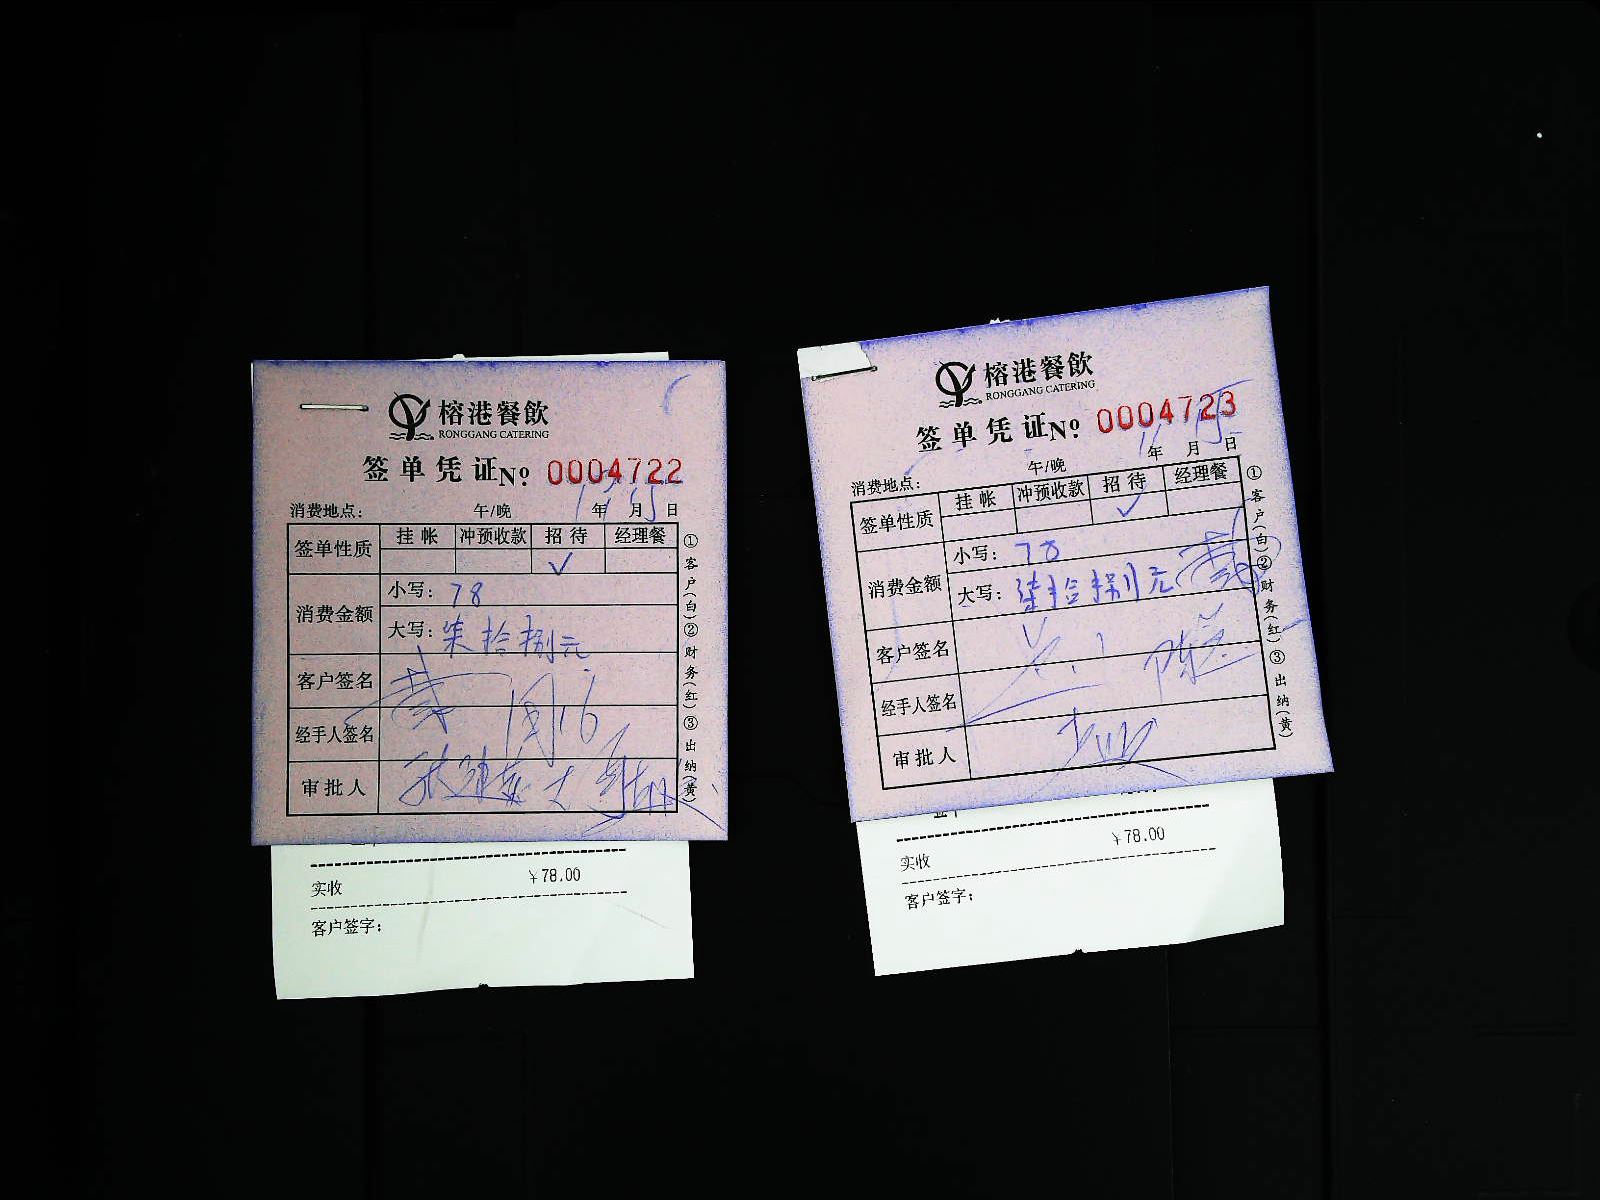 榕港餐飲
RONGGANG CATERING
签单凭证№ 0004722
消费地点： 午/晚 年 月 15 日
签单性质 挂帐 冲预收款 招待 经理餐
✓
消费金额 小写：78
大写：柒拾捌元
客户签名
经手人签名
审批人
①客户(白)②财务(红)③出纳(黄)
实收 ￥78.00
客户签字：
榕港餐飲
RONGGANG CATERING
签单凭证№ 0004723
消费地点： 午/晚 年 11 月 15 日
签单性质 挂帐 冲预收款 招待 经理餐
✓
消费金额 小写：78
大写：柒拾捌元
客户签名
经手人签名
审批人
①客户(白)②财务(红)③出纳(黄)
实收 ￥78.00
客户签字：